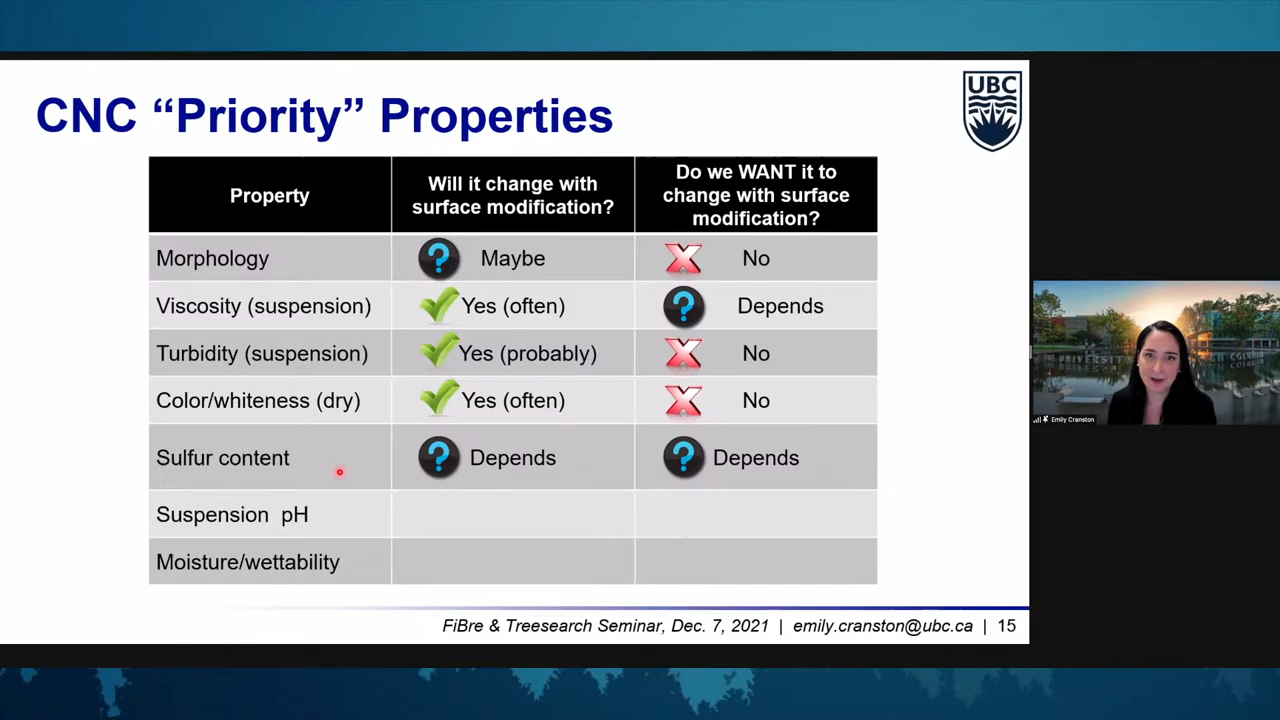 CNC “Priority” Properties
UBC
Property
Will it change with
surface modification?
Do we WANT it to
change with surface
modification?
Morphology
? Maybe
No
Viscosity (suspension)
Yes (often)
? Depends
Turbidity (suspension)
Yes (probably)
No
Color/whiteness (dry)
Yes (often)
No
Sulfur content
? Depends
? Depends
Suspension pH
Moisture/wettability
FiBre & Treesearch Seminar, Dec. 7, 2021 | emily.cranston@ubc.ca | 15
Emily Cranston